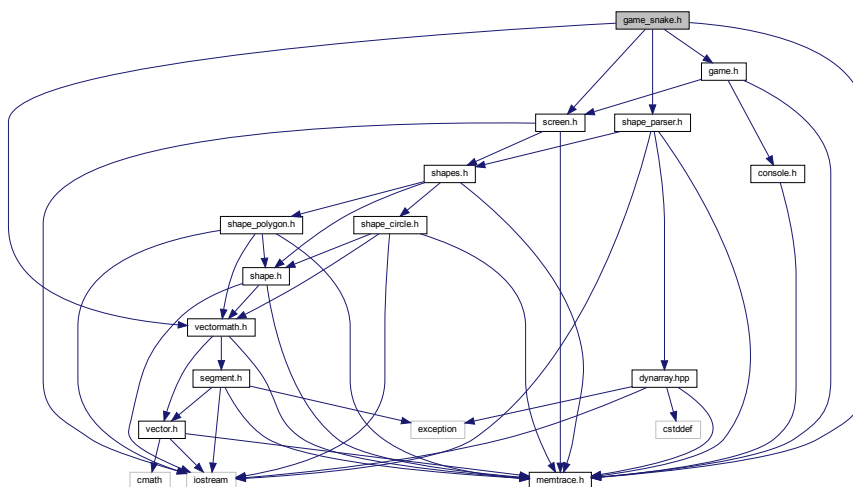 game_snake.h
game.h
screen.h
shape_parser.h
shapes.h
console.h
shape_polygon.h
shape_circle.h
shape.h
vectormath.h
segment.h
dynarray.hpp
vector.h
exception
cstddef
cmath
iostream
memtrace.h